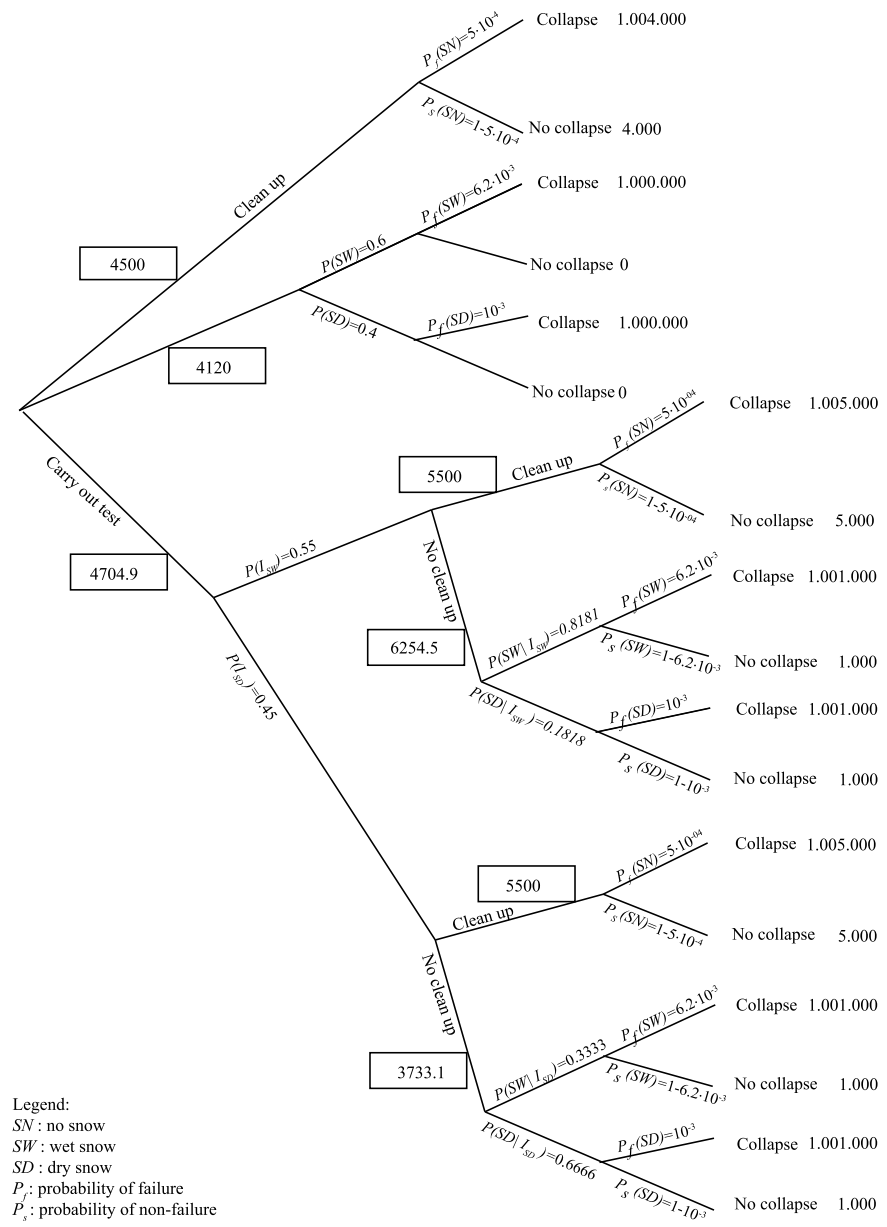 P_f(SN)=5·10^-4
Collapse 1.004.000
P_s(SN)=1-5·10^-4
No collapse 4.000
Clean up
4500
P_f(SW)=6.2·10^-3
Collapse 1.000.000
P(SW)=0.6
No collapse 0
P(SD)=0.4
P_f(SD)=10^-3
Collapse 1.000.000
4120
No collapse 0
P_f(SN)=5·10^-04
Collapse 1.005.000
Carry out test
4704.9
5500
Clean up
P_s(SN)=1-5·10^-04
No collapse 5.000
P(I_SW)=0.55
No clean up
6254.5
P_f(SW)=6.2·10^-3
Collapse 1.001.000
P(SW| I_SW)=0.8181
P_s (SW)=1-6.2·10^-3
No collapse 1.000
P(SD| I_SW)=0.1818
P_f(SD)=10^-3
Collapse 1.001.000
P_s (SD)=1-10^-3
No collapse 1.000
P(I_SD)=0.45
P_f(SN)=5·10^-04
Collapse 1.005.000
5500
Clean up
P_s(SN)=1-5·10^-4
No collapse 5.000
No clean up
3733.1
P_f(SW)=6.2·10^-3
Collapse 1.001.000
P(SW| I_SD)=0.3333
P_s (SW)=1-6.2·10^-3
No collapse 1.000
P(SD| I_SD)=0.6666
P_f(SD)=10^-3
Collapse 1.001.000
P_s (SD)=1-10^-3
No collapse 1.000
Legend:
SN : no snow
SW : wet snow
SD : dry snow
P_f : probability of failure
P_s : probability of non-failure